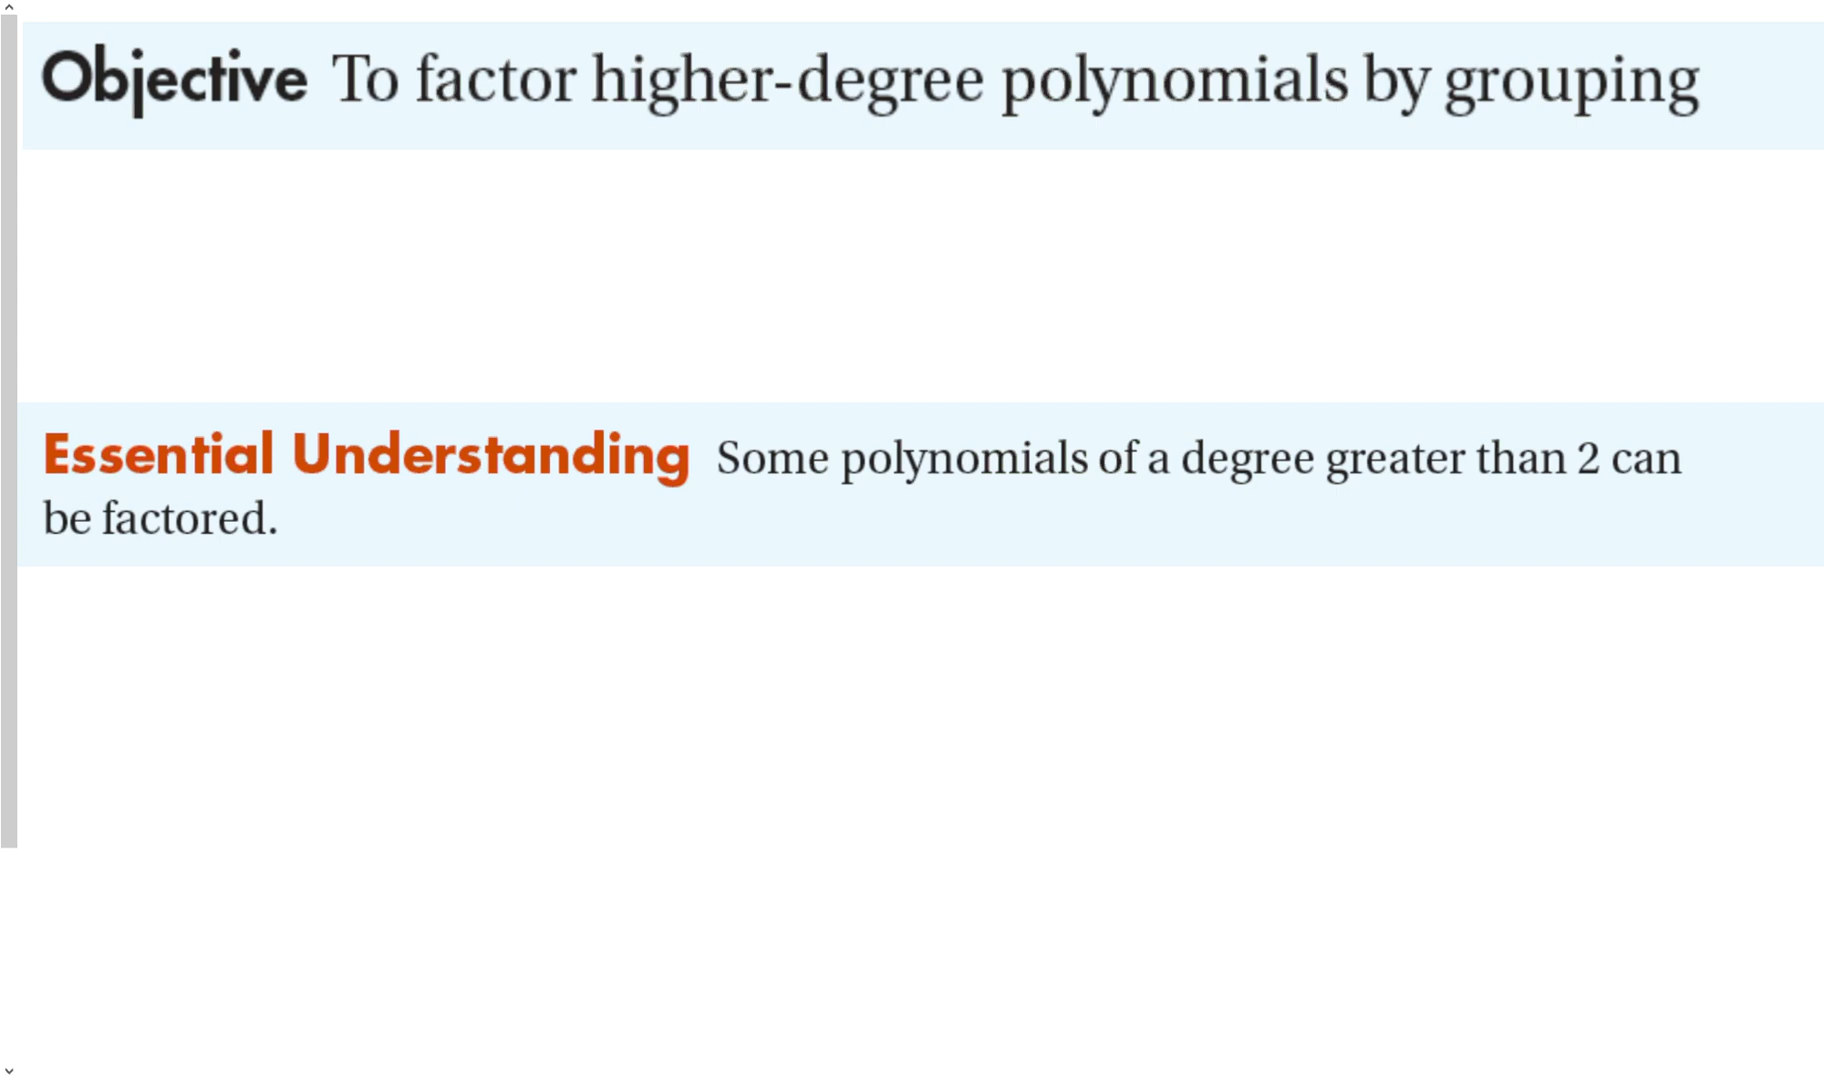 Objective To factor higher-degree polynomials by grouping
Essential Understanding Some polynomials of a degree greater than 2 can
be factored.